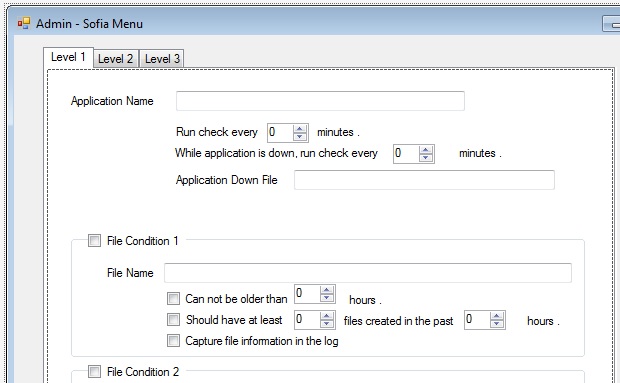 Admin - Sofia Menu
Level 1 Level 2 Level 3
Application Name
Run check every 0 minutes .
While application is down, run check every 0 minutes .
Application Down File
File Condition 1
File Name
Can not be older than 0 hours .
Should have at least 0 files created in the past 0 hours .
Capture file information in the log
File Condition 2